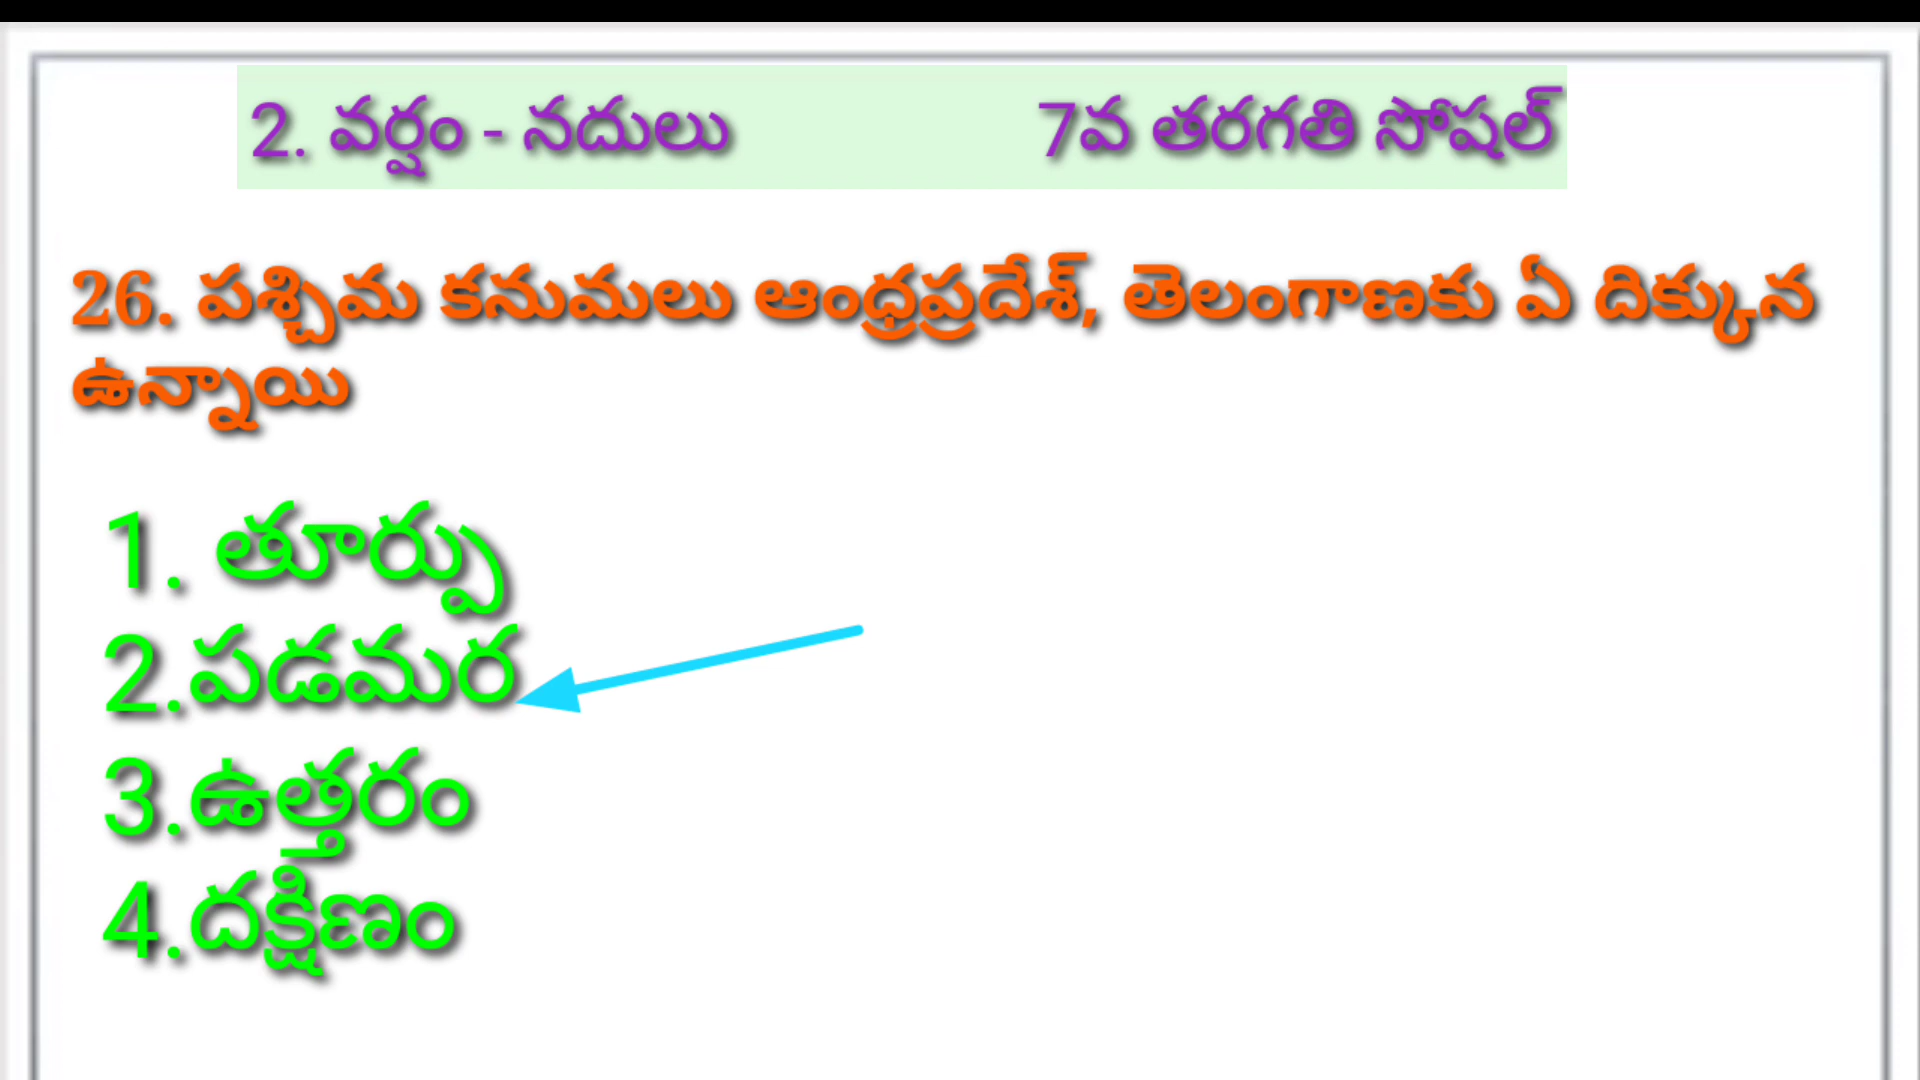 2. వర్షం - నదులు 7వ తరగతి సోషల్
26. పశ్చిమ కనుమలు ఆంధ్రప్రదేశ్, తెలంగాణకు ఏ దిక్కున
ఉన్నాయి
1. తూర్పు
2.పడమర
3.ఉత్తరం
4.దక్షిణం